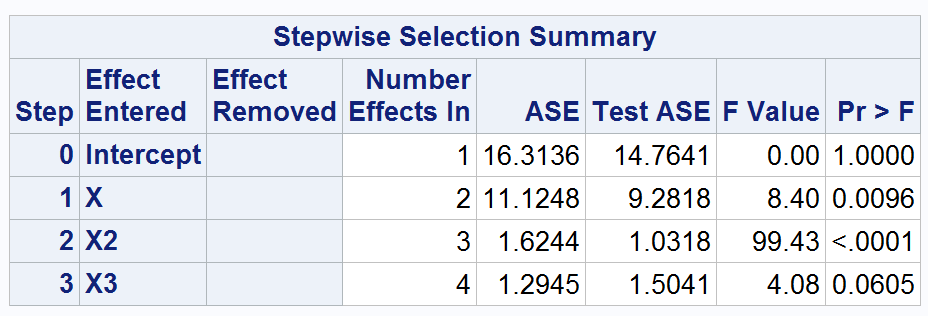 Stepwise Selection Summary
Step Effect Entered Effect Removed Number Effects In ASE Test ASE F Value Pr > F
0 Intercept 1 16.3136 14.7641 0.00 1.0000
1 X 2 11.1248 9.2818 8.40 0.0096
2 X2 3 1.6244 1.0318 99.43 <.0001
3 X3 4 1.2945 1.5041 4.08 0.0605